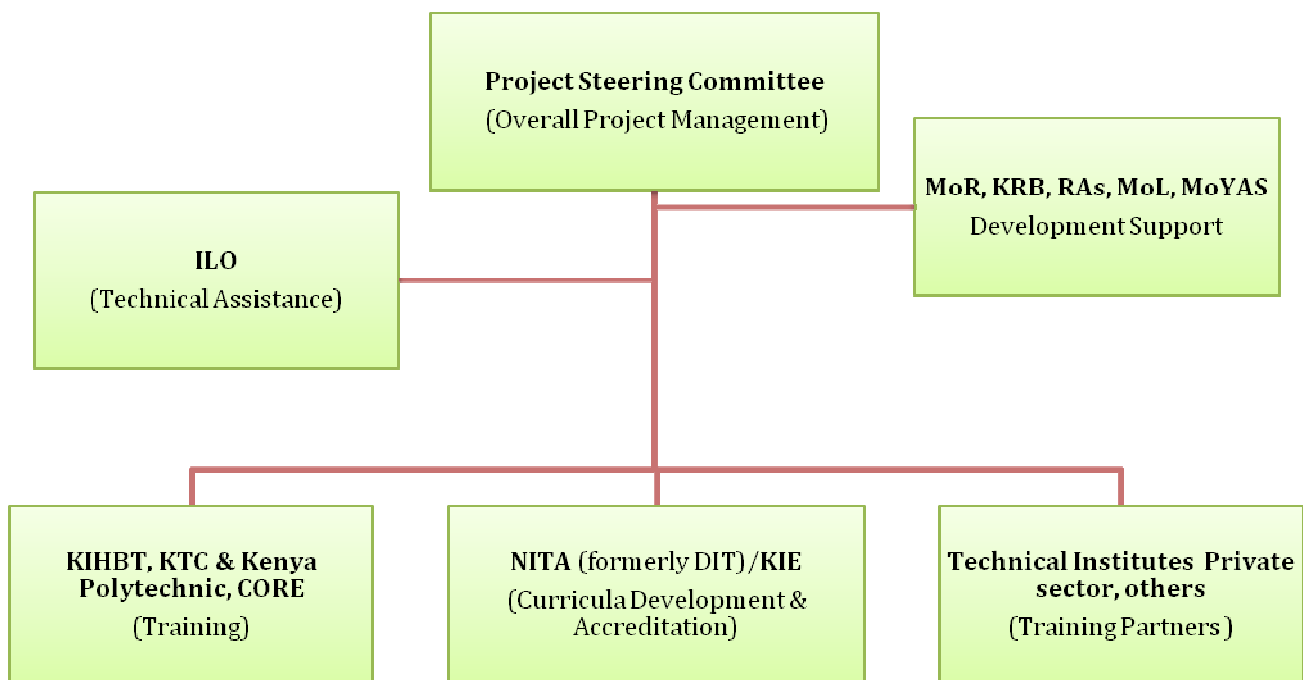 Project Steering Committee
(Overall Project Management)
MoR, KRB, RAs, MoL, MoYAS
Development Support
ILO
(Technical Assistance)
KIHBT, KTC & Kenya
Polytechnic, CORE
(Training)
NITA (formerly DIT)/KIE
(Curricula Development &
Accreditation)
Technical Institutes Private
sector, others
(Training Partners )